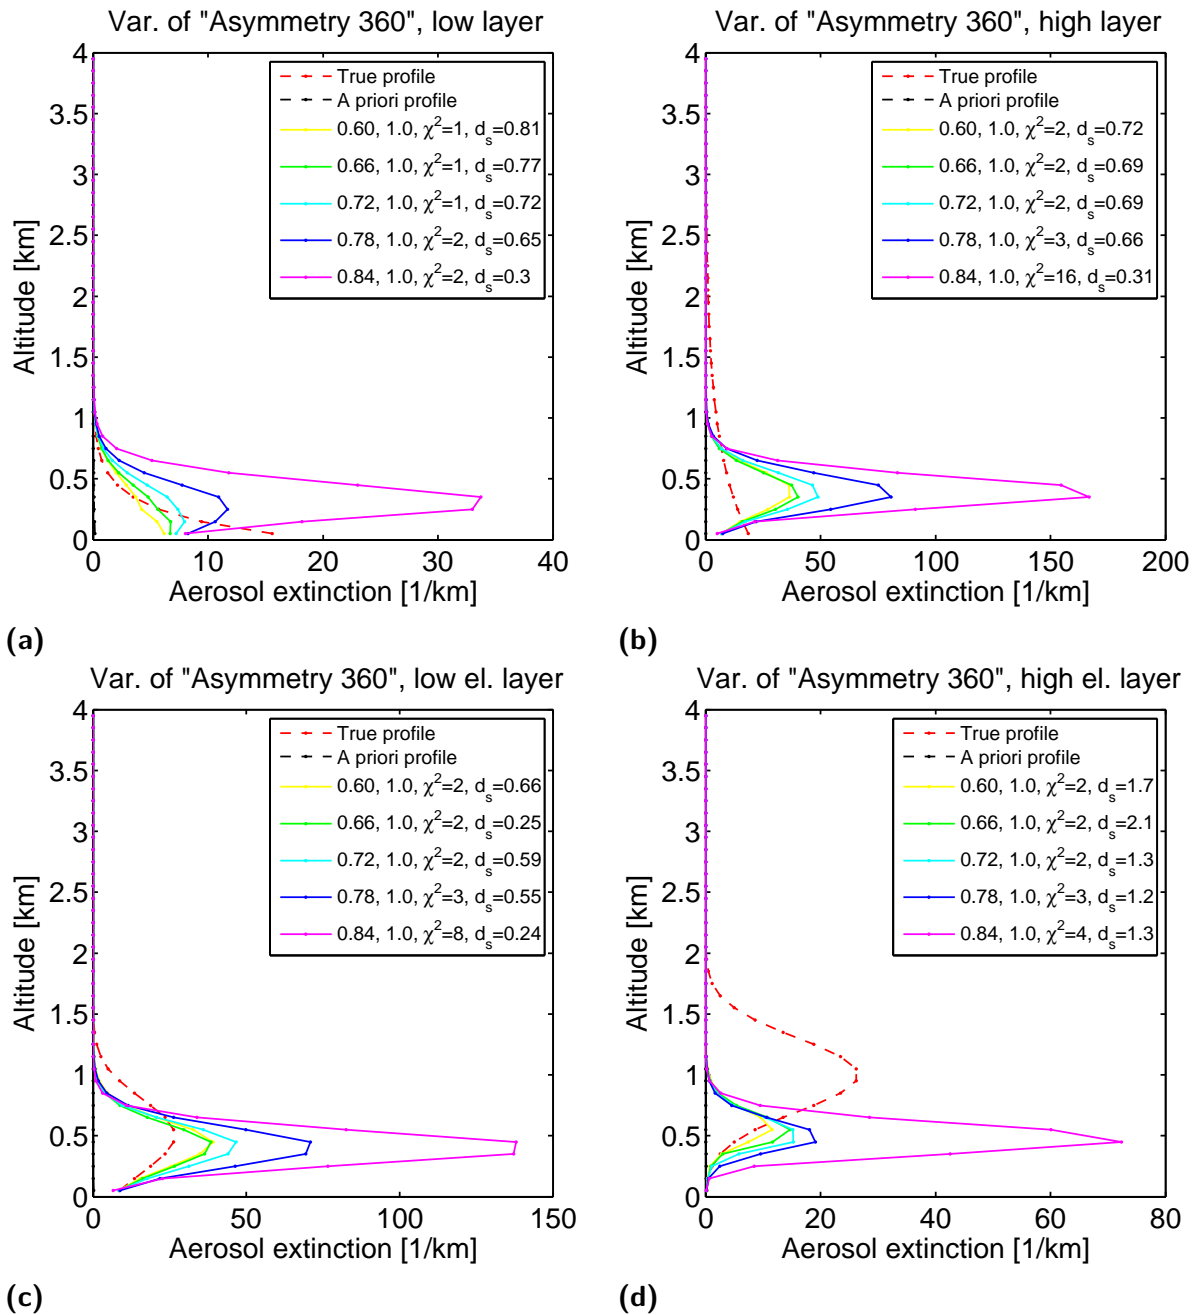 Var. of "Asymmetry 360", low layer
4
3.5
3
2.5
2
1.5
1
0.5
0
Altitude [km]
True profile
A priori profile
0.60, 1.0, χ²=1, dₛ=0.81
0.66, 1.0, χ²=1, dₛ=0.77
0.72, 1.0, χ²=1, dₛ=0.72
0.78, 1.0, χ²=2, dₛ=0.65
0.84, 1.0, χ²=2, dₛ=0.3
0 10 20 30 40
Aerosol extinction [1/km]
(a)
Var. of "Asymmetry 360", high layer
4
3.5
3
2.5
2
1.5
1
0.5
0
Altitude [km]
True profile
A priori profile
0.60, 1.0, χ²=2, dₛ=0.72
0.66, 1.0, χ²=2, dₛ=0.69
0.72, 1.0, χ²=2, dₛ=0.69
0.78, 1.0, χ²=3, dₛ=0.66
0.84, 1.0, χ²=16, dₛ=0.31
0 50 100 150 200
Aerosol extinction [1/km]
(b)
Var. of "Asymmetry 360", low el. layer
4
3.5
3
2.5
2
1.5
1
0.5
0
Altitude [km]
True profile
A priori profile
0.60, 1.0, χ²=2, dₛ=0.66
0.66, 1.0, χ²=2, dₛ=0.25
0.72, 1.0, χ²=2, dₛ=0.59
0.78, 1.0, χ²=3, dₛ=0.55
0.84, 1.0, χ²=8, dₛ=0.24
0 50 100 150
Aerosol extinction [1/km]
(c)
Var. of "Asymmetry 360", high el. layer
4
3.5
3
2.5
2
1.5
1
0.5
0
Altitude [km]
True profile
A priori profile
0.60, 1.0, χ²=2, dₛ=1.7
0.66, 1.0, χ²=2, dₛ=2.1
0.72, 1.0, χ²=2, dₛ=1.3
0.78, 1.0, χ²=3, dₛ=1.2
0.84, 1.0, χ²=4, dₛ=1.3
0 20 40 60 80
Aerosol extinction [1/km]
(d)